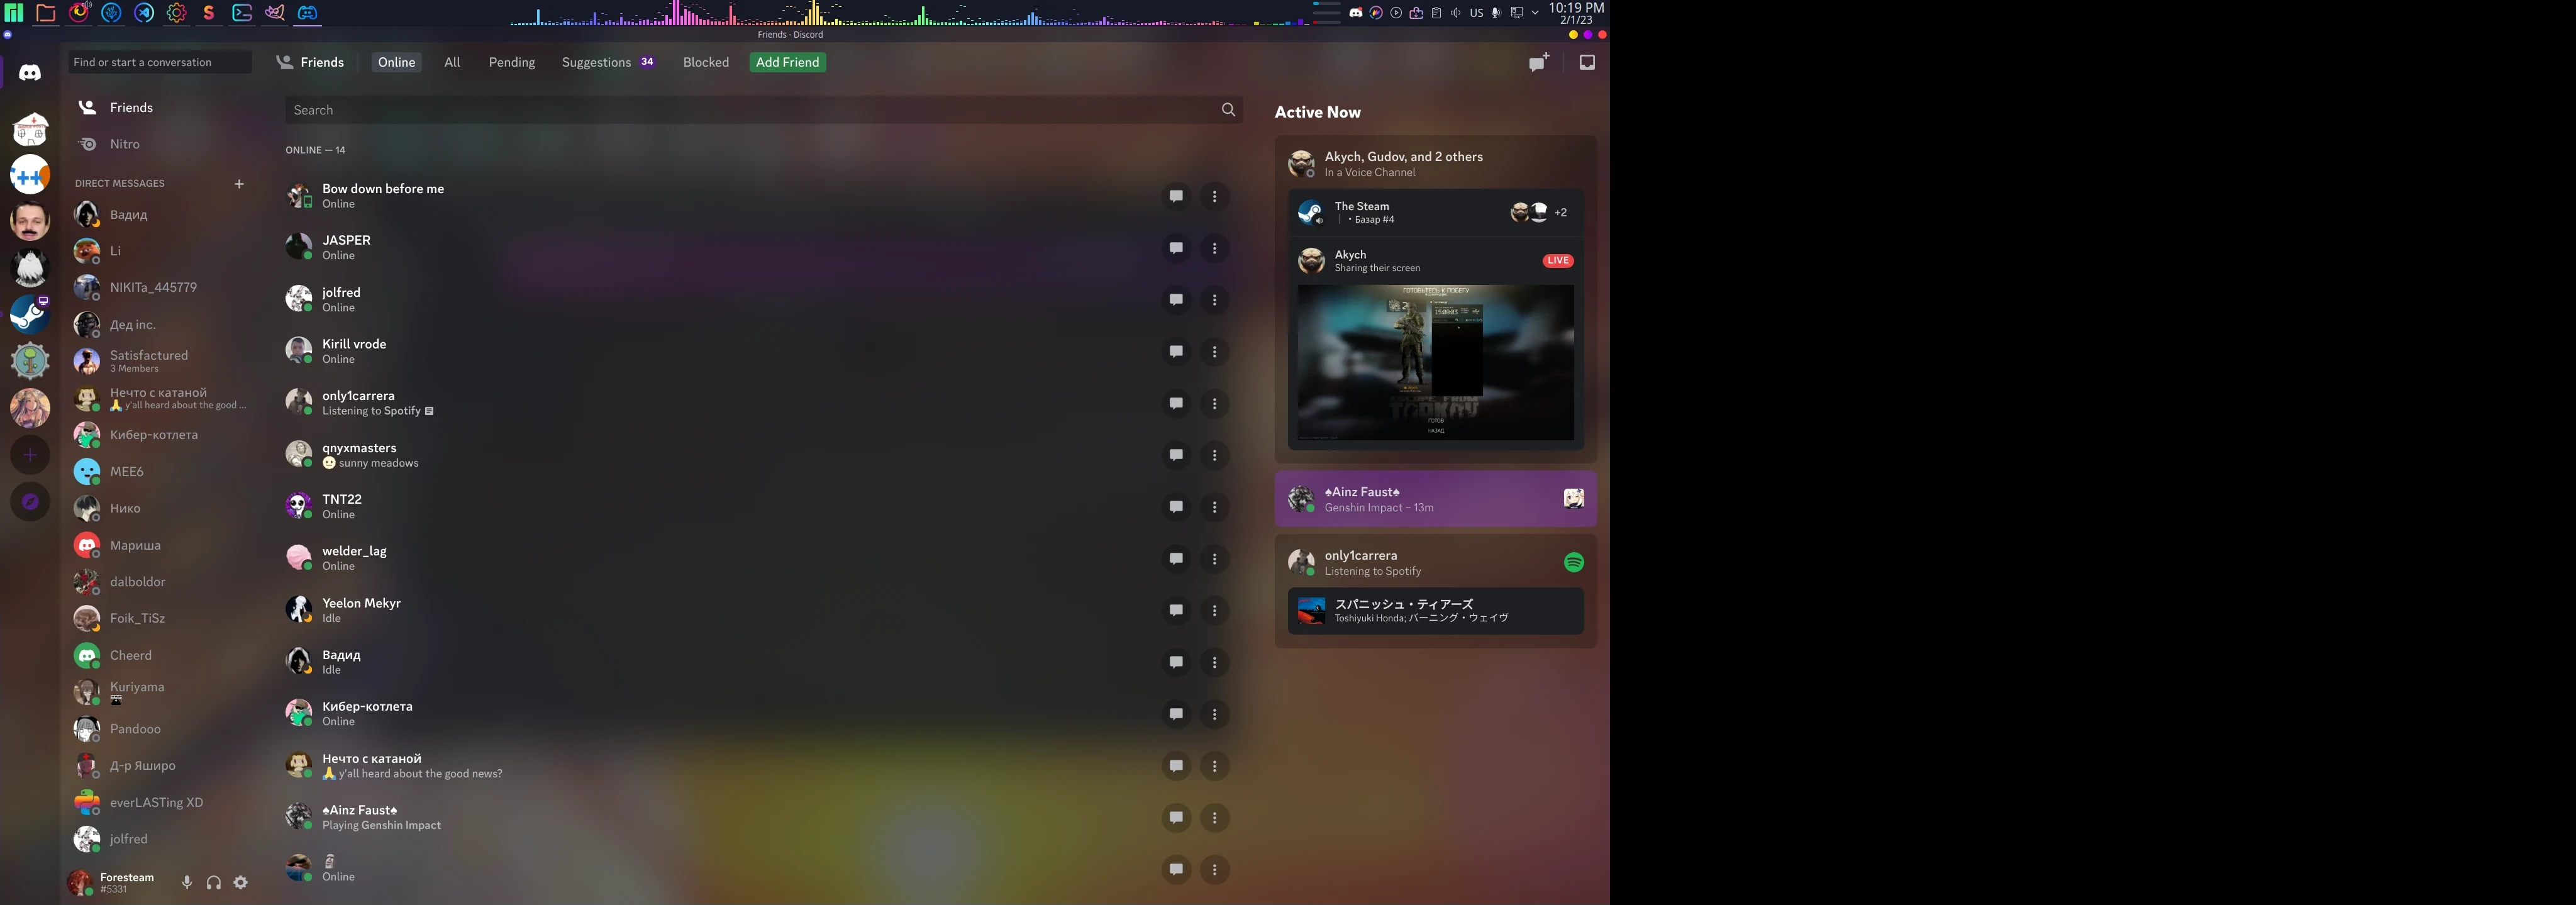 US
10:19 PM
2/1/23
Friends - Discord
Find or start a conversation
Friends
Online
All
Pending
Suggestions 34
Blocked
Add Friend
Friends
Nitro
DIRECT MESSAGES
Вадид
Li
NIKITa_445779
Дед inc.
Satisfactured
3 Members
Нечто с катаной
🙏 y'all heard about the good ...
Кибер-котлета
MEE6
Нико
Мариша
dalboldor
Foik_TiSz
Cheerd
Kuriyama
Pandooo
Д-р Яширо
everLASTing XD
jolfred
Foresteam
#5331
Search
ONLINE — 14
Bow down before me
Online
JASPER
Online
jolfred
Online
Kirill vrode
Online
only1carrera
Listening to Spotify
qnyxmasters
😐 sunny meadows
TNT22
Online
welder_lag
Online
Yeelon Mekyr
Idle
Вадид
Idle
Кибер-котлета
Online
Нечто с катаной
🙏 y'all heard about the good news?
♠Ainz Faust♠
Playing Genshin Impact
🗿
Online
Active Now
Akych, Gudov, and 2 others
In a Voice Channel
The Steam
| • Базар #4
+2
Akych
Sharing their screen
LIVE
ГОТОВЬТЕСЬ К ПОБЕГУ
ГОТОВ
НАЗАД
♠Ainz Faust♠
Genshin Impact – 13m
only1carrera
Listening to Spotify
スパニッシュ・ティアーズ
Toshiyuki Honda; バーニング・ウェイヴ